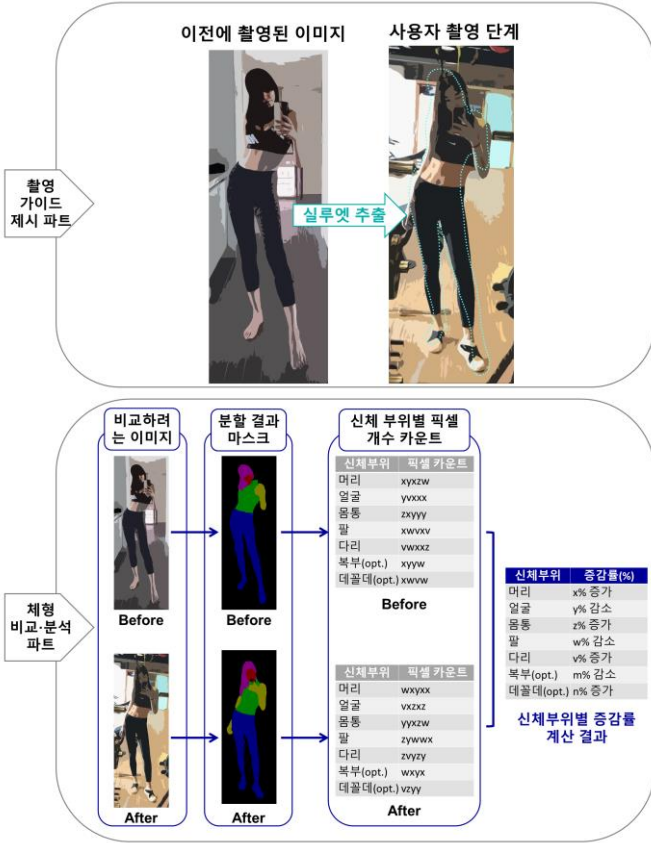 이전에 촬영된 이미지
사용자 촬영 단계
촬영
가이드
제시 파트
실루엣 추출
비교하려
는 이미지
분할 결과
마스크
신체 부위별 픽셀
개수 카운트
신체부위 픽셀 카운트
머리 xyxzw
얼굴 yvxxx
몸통 zxyyy
팔 xwvxv
다리 vwxxz
복부(opt.) xyyw
데꼴데(opt.) xwvw
Before
Before
Before
체형
비교·분석
파트
신체부위 증감률(%)
머리 x% 증가
얼굴 y% 감소
몸통 z% 증가
팔 w% 감소
다리 v% 증가
복부(opt.) m% 감소
데꼴데(opt.) n% 증가
신체부위별 증감률
계산 결과
신체부위 픽셀 카운트
머리 wxyxx
얼굴 vxzxz
몸통 yyxzw
팔 zywwx
다리 zvyzy
복부(opt.) wxyx
데꼴데(opt.) vzyy
After
After
After